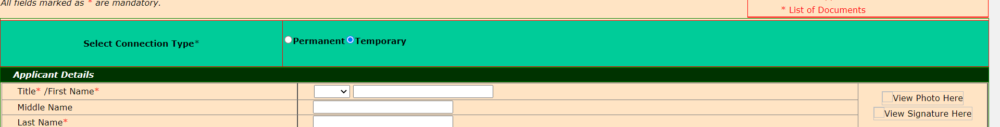 All fields marked as * are mandatory.
* List of Documents
Select Connection Type*
Permanent Temporary
Applicant Details
Title* /First Name*
View Photo Here
Middle Name
View Signature Here
Last Name*